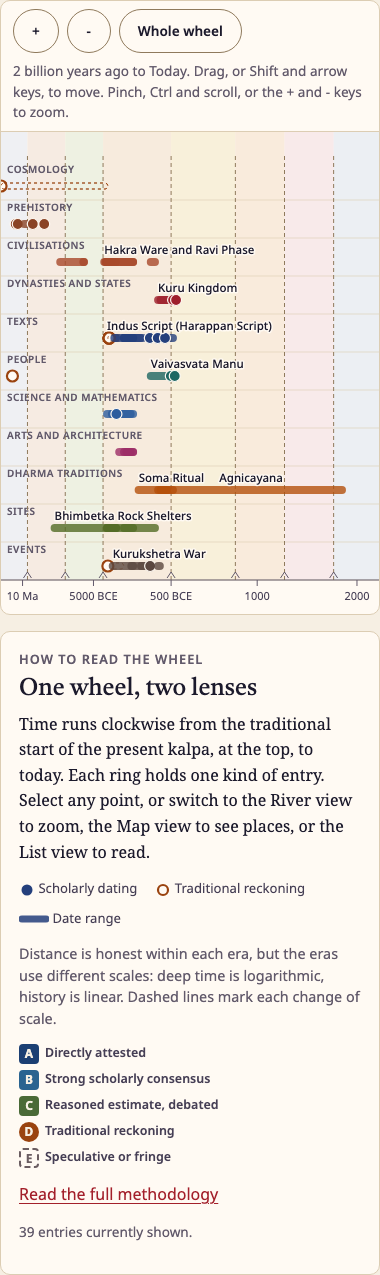 + - Whole wheel
2 billion years ago to Today. Drag, or Shift and arrow
keys, to move. Pinch, Ctrl and scroll, or the + and - keys
to zoom.
COSMOLOGY
PREHISTORY
CIVILISATIONS
Hakra Ware and Ravi Phase
DYNASTIES AND STATES
Kuru Kingdom
TEXTS
Indus Script (Harappan Script)
PEOPLE
Vaivasvata Manu
SCIENCE AND MATHEMATICS
ARTS AND ARCHITECTURE
DHARMA TRADITIONS
Soma Ritual Agnicayana
SITES
Bhimbetka Rock Shelters
EVENTS
Kurukshetra War
10 Ma 5000 BCE 500 BCE 1000 2000
HOW TO READ THE WHEEL
One wheel, two lenses
Time runs clockwise from the traditional
start of the present kalpa, at the top, to
today. Each ring holds one kind of entry.
Select any point, or switch to the River view
to zoom, the Map view to see places, or the
List view to read.
Scholarly dating Traditional reckoning
Date range
Distance is honest within each era, but the eras
use different scales: deep time is logarithmic,
history is linear. Dashed lines mark each change of
scale.
A Directly attested
B Strong scholarly consensus
C Reasoned estimate, debated
D Traditional reckoning
E Speculative or fringe
Read the full methodology
39 entries currently shown.